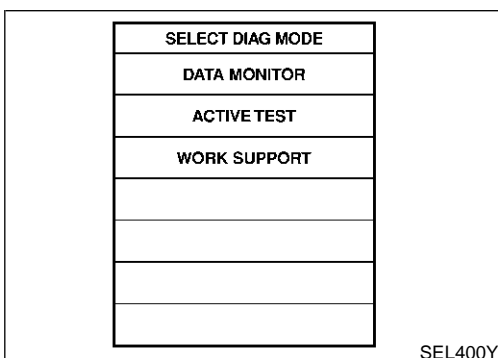 SELECT DIAG MODE
DATA MONITOR
ACTIVE TEST
WORK SUPPORT
SEL400Y